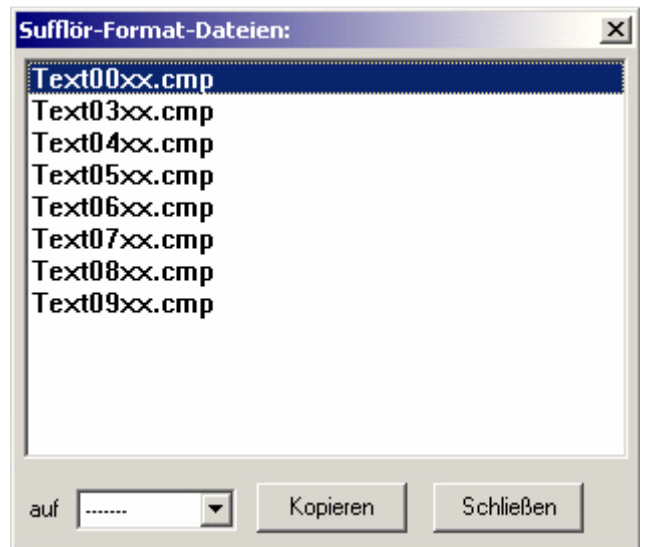 Sufflör-Format-Dateien:
Text00xx.cmp
Text03xx.cmp
Text04xx.cmp
Text05xx.cmp
Text06xx.cmp
Text07xx.cmp
Text08xx.cmp
Text09xx.cmp
auf ------- Kopieren Schließen